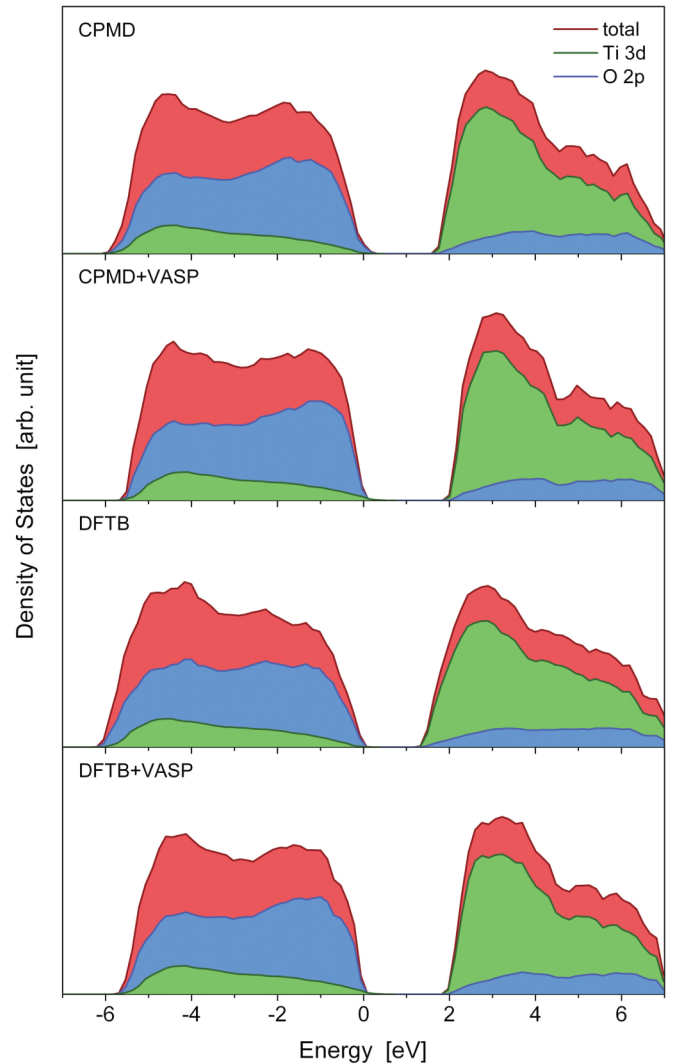 CPMD
total
Ti 3d
O 2p
CPMD+VASP
DFTB
DFTB+VASP
Density of States [arb. unit]
-6 -4 -2 0 2 4 6
Energy [eV]